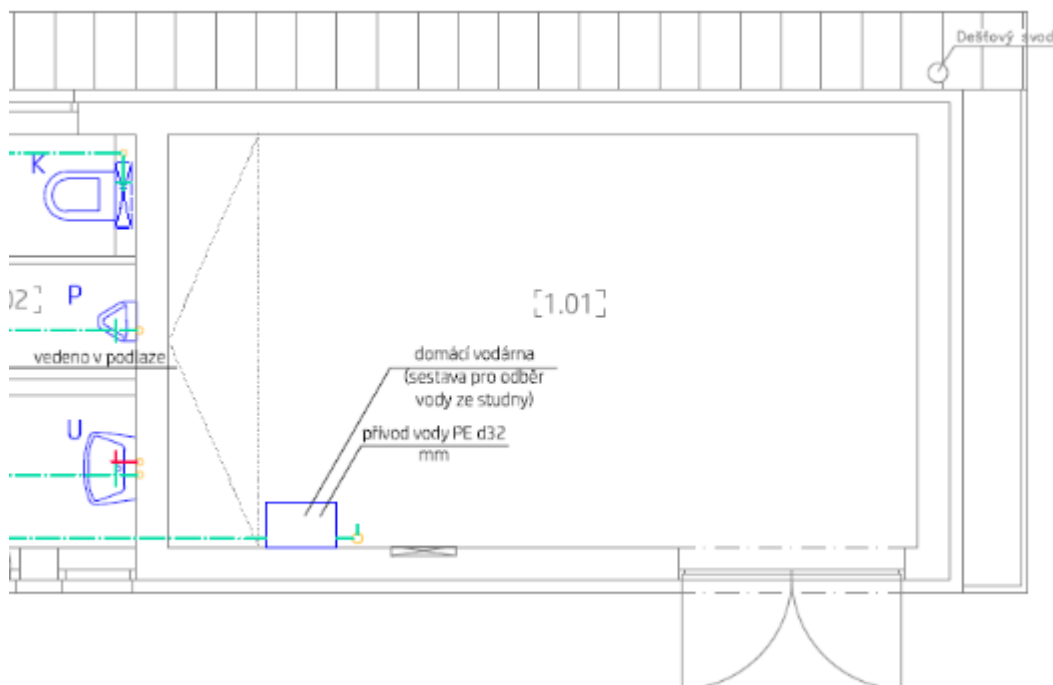 Dešťový svod
K
[1.01]
02]
P
vedeno v podlaze
domácí vodárna
(sestava pro odběr
vody ze studny)
U
přívod vody PE d32
mm